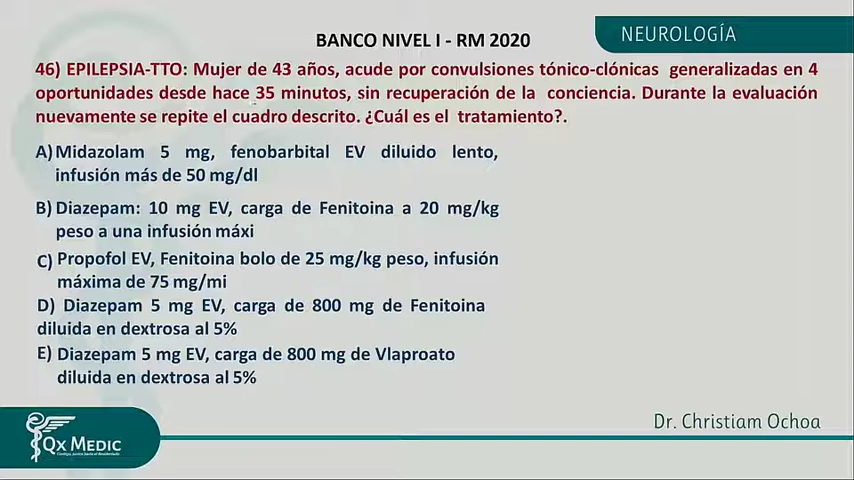 BANCO NIVEL I - RM 2020
NEUROLOGÍA
46) EPILEPSIA-TTO: Mujer de 43 años, acude por convulsiones tónico-clónicas generalizadas en 4
oportunidades desde hace 35 minutos, sin recuperación de la conciencia. Durante la evaluación
nuevamente se repite el cuadro descrito. ¿Cuál es el tratamiento?.
A) Midazolam 5 mg, fenobarbital EV diluido lento,
infusión más de 50 mg/dl
B) Diazepam: 10 mg EV, carga de Fenitoina a 20 mg/kg
peso a una infusión máxi
C) Propofol EV, Fenitoina bolo de 25 mg/kg peso, infusión
máxima de 75 mg/mi
D) Diazepam 5 mg EV, carga de 800 mg de Fenitoina
diluida en dextrosa al 5%
E) Diazepam 5 mg EV, carga de 800 mg de Vlaproato
diluida en dextrosa al 5%
Dr. Christiam Ochoa
QX MEDIC